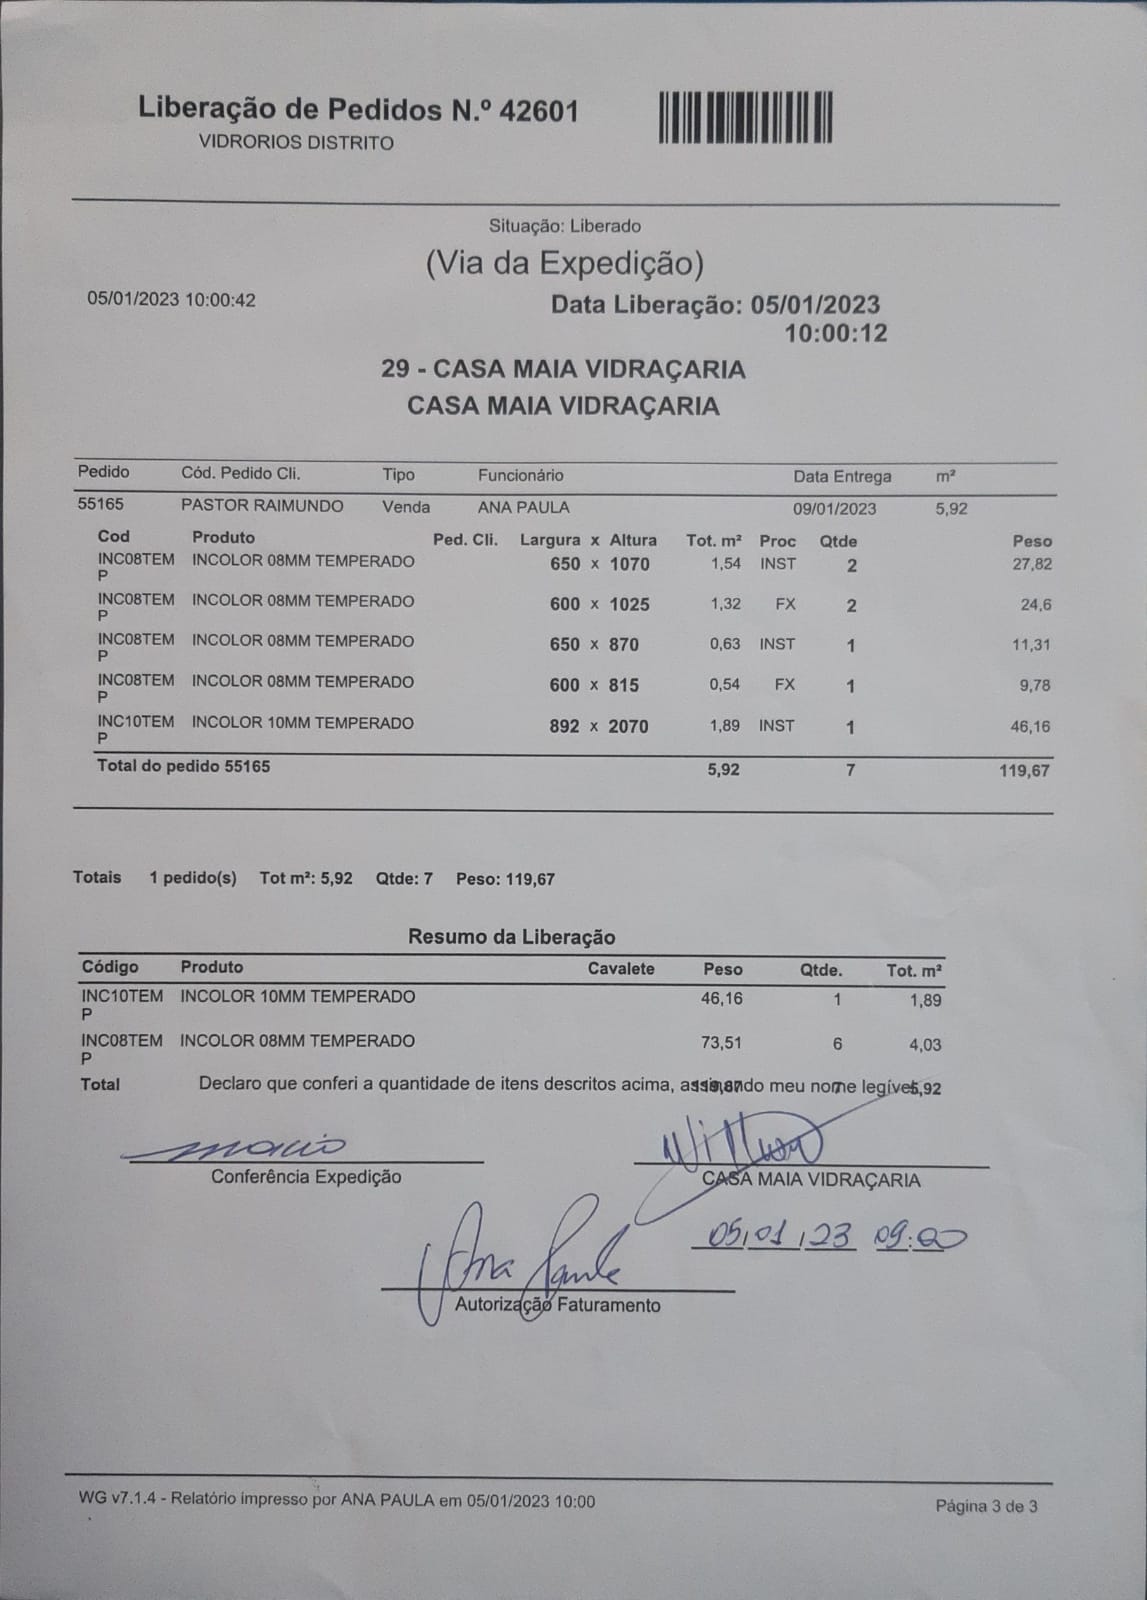 Liberação de Pedidos N.º 42601
VIDRORIOS DISTRITO
Situação: Liberado
(Via da Expedição)
05/01/2023 10:00:42
Data Liberação: 05/01/2023
10:00:12
29 - CASA MAIA VIDRAÇARIA
CASA MAIA VIDRAÇARIA
Pedido Cód. Pedido Cli. Tipo Funcionário Data Entrega m²
55165 PASTOR RAIMUNDO Venda ANA PAULA 09/01/2023 5,92
Cod Produto Ped. Cli. Largura x Altura Tot. m² Proc Qtde Peso
INC08TEM INCOLOR 08MM TEMPERADO 650 x 1070 1,54 INST 2 27,82
P
INC08TEM INCOLOR 08MM TEMPERADO 600 x 1025 1,32 FX 2 24,6
P
INC08TEM INCOLOR 08MM TEMPERADO 650 x 870 0,63 INST 1 11,31
P
INC08TEM INCOLOR 08MM TEMPERADO 600 x 815 0,54 FX 1 9,78
P
INC10TEM INCOLOR 10MM TEMPERADO 892 x 2070 1,89 INST 1 46,16
P
Total do pedido 55165 5,92 7 119,67
Totais 1 pedido(s) Tot m²: 5,92 Qtde: 7 Peso: 119,67
Resumo da Liberação
Código Produto Cavalete Peso Qtde. Tot. m²
INC10TEM INCOLOR 10MM TEMPERADO 46,16 1 1,89
P
INC08TEM INCOLOR 08MM TEMPERADO 73,51 6 4,03
P
Total Declaro que conferi a quantidade de itens descritos acima, assinando meu nome legível 5,92
Conferência Expedição
CASA MAIA VIDRAÇARIA
05/01/23 09:00
Ana Paula
Autorização Faturamento
WG v7.1.4 - Relatório impresso por ANA PAULA em 05/01/2023 10:00
Página 3 de 3